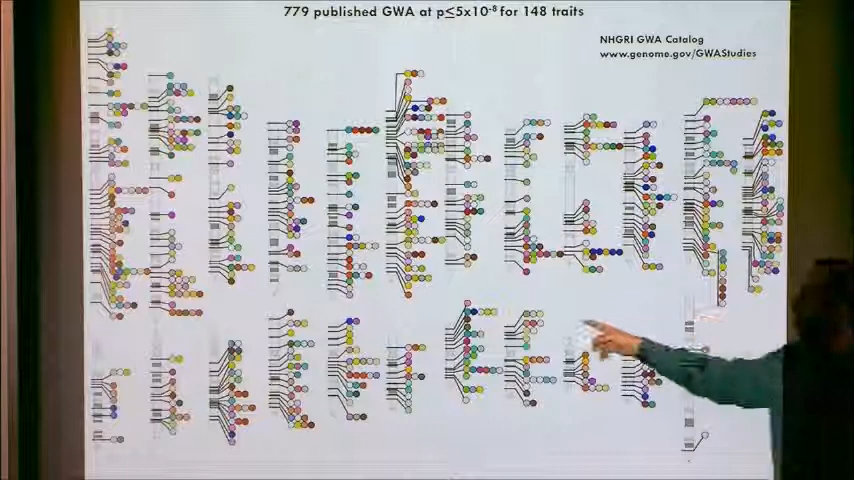 779 published GWA at p≤5x10⁻⁸ for 148 traits
NHGRI GWA Catalog
www.genome.gov/GWAStudies